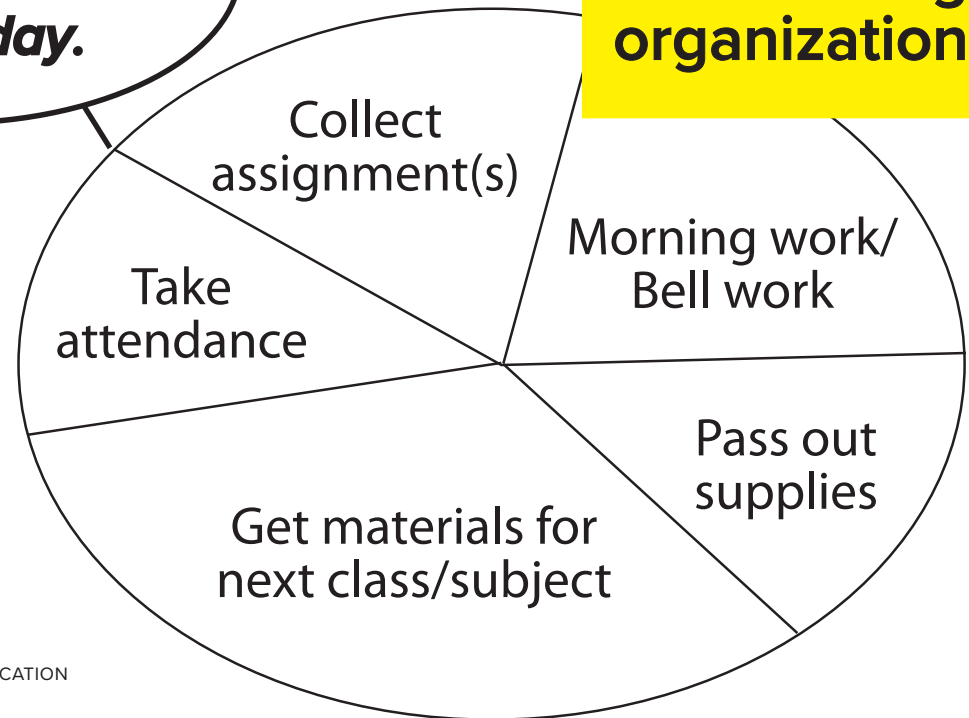 day.
organization
Collect
assignment(s)
Morning work/
Bell work
Take
attendance
Pass out
supplies
Get materials for
next class/subject
CATION